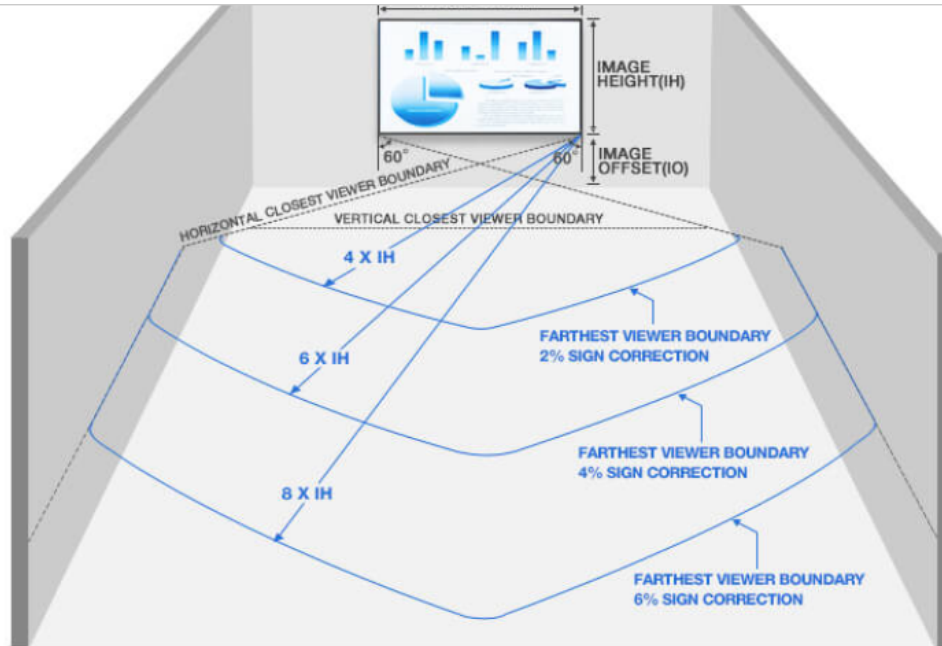 IMAGE
HEIGHT(IH)
60°
60°
IMAGE
OFFSET(IO)
HORIZONTAL CLOSEST VIEWER BOUNDARY
VERTICAL CLOSEST VIEWER BOUNDARY
4 X IH
FARTHEST VIEWER BOUNDARY
2% SIGN CORRECTION
6 X IH
FARTHEST VIEWER BOUNDARY
4% SIGN CORRECTION
8 X IH
FARTHEST VIEWER BOUNDARY
6% SIGN CORRECTION